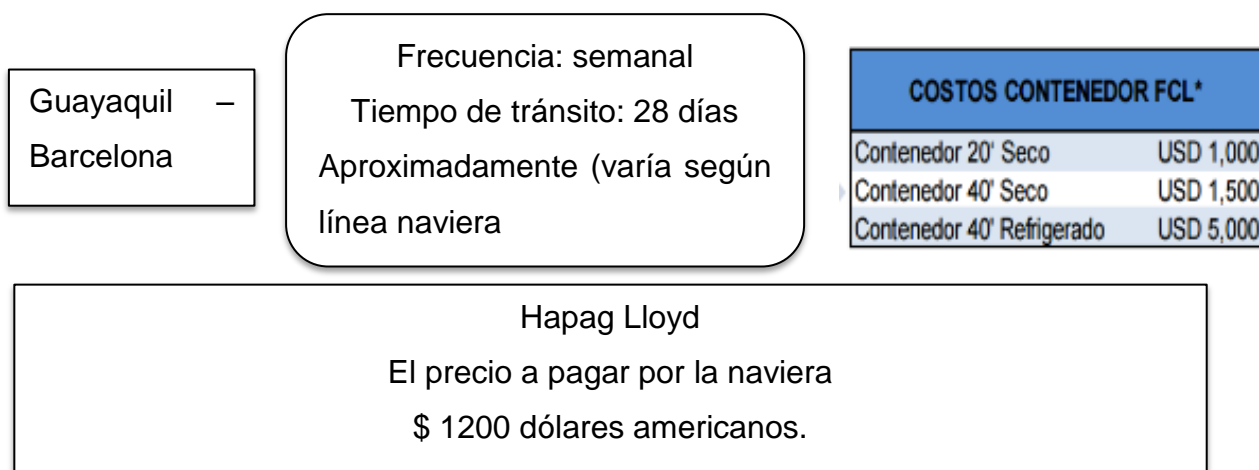 Guayaquil –
Barcelona
Frecuencia: semanal
Tiempo de tránsito: 28 días
Aproximadamente (varía según
línea naviera
COSTOS CONTENEDOR FCL*
Contenedor 20' Seco USD 1,000
Contenedor 40' Seco USD 1,500
Contenedor 40' Refrigerado USD 5,000
Hapag Lloyd
El precio a pagar por la naviera
$ 1200 dólares americanos.